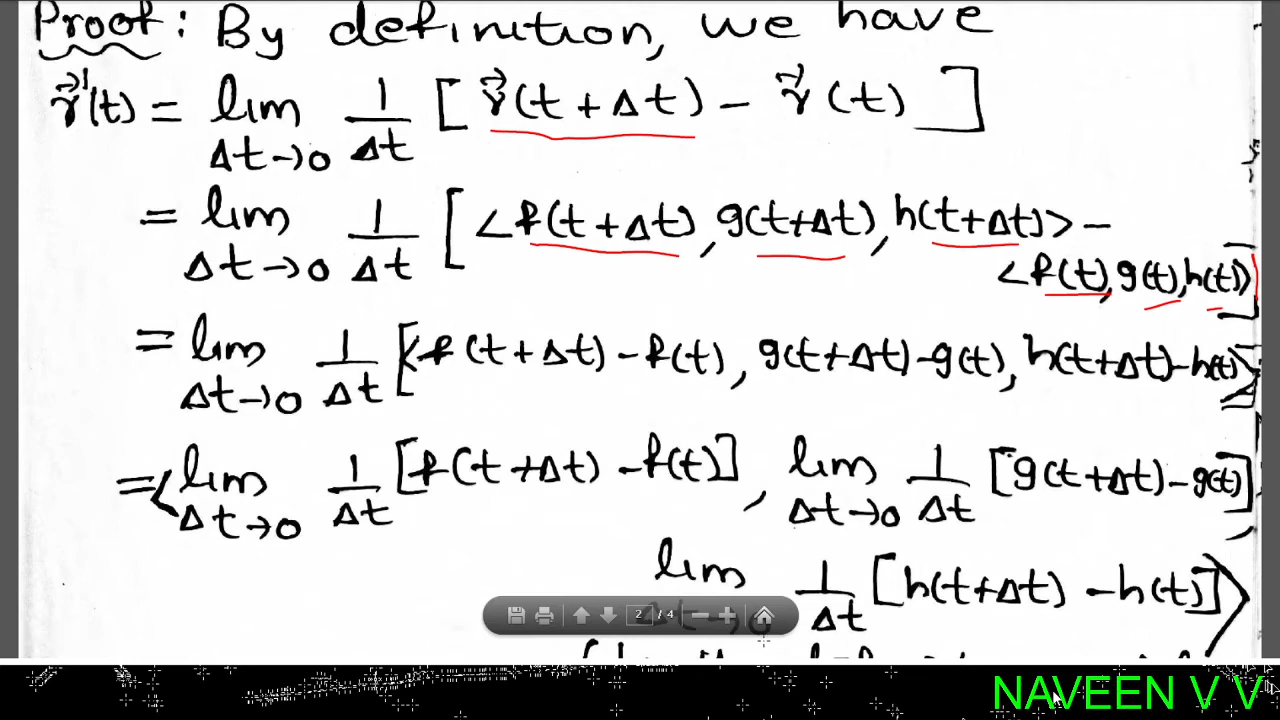 Proof: By definition, we have
r⃗'(t) = lim Δt→0 1/Δt [r⃗(t+Δt) - r⃗(t)]
= lim Δt→0 1/Δt [<f(t+Δt), g(t+Δt), h(t+Δt)> -
<f(t), g(t), h(t)>]
= lim Δt→0 1/Δt [<f(t+Δt)-f(t), g(t+Δt)-g(t), h(t+Δt)-h(t)>]
=<lim Δt→0 1/Δt [f(t+Δt)-f(t)], lim Δt→0 1/Δt [g(t+Δt)-g(t)],
lim Δt→0 1/Δt [h(t+Δt)-h(t)]>
2 / 4
NAVEEN V V